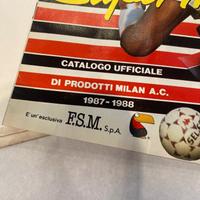 CATALOGO UFFICIALE
DI PRODOTTI MILAN A.C.
1987-1988
E' un'esclusiva F.S.M. S.p.A.